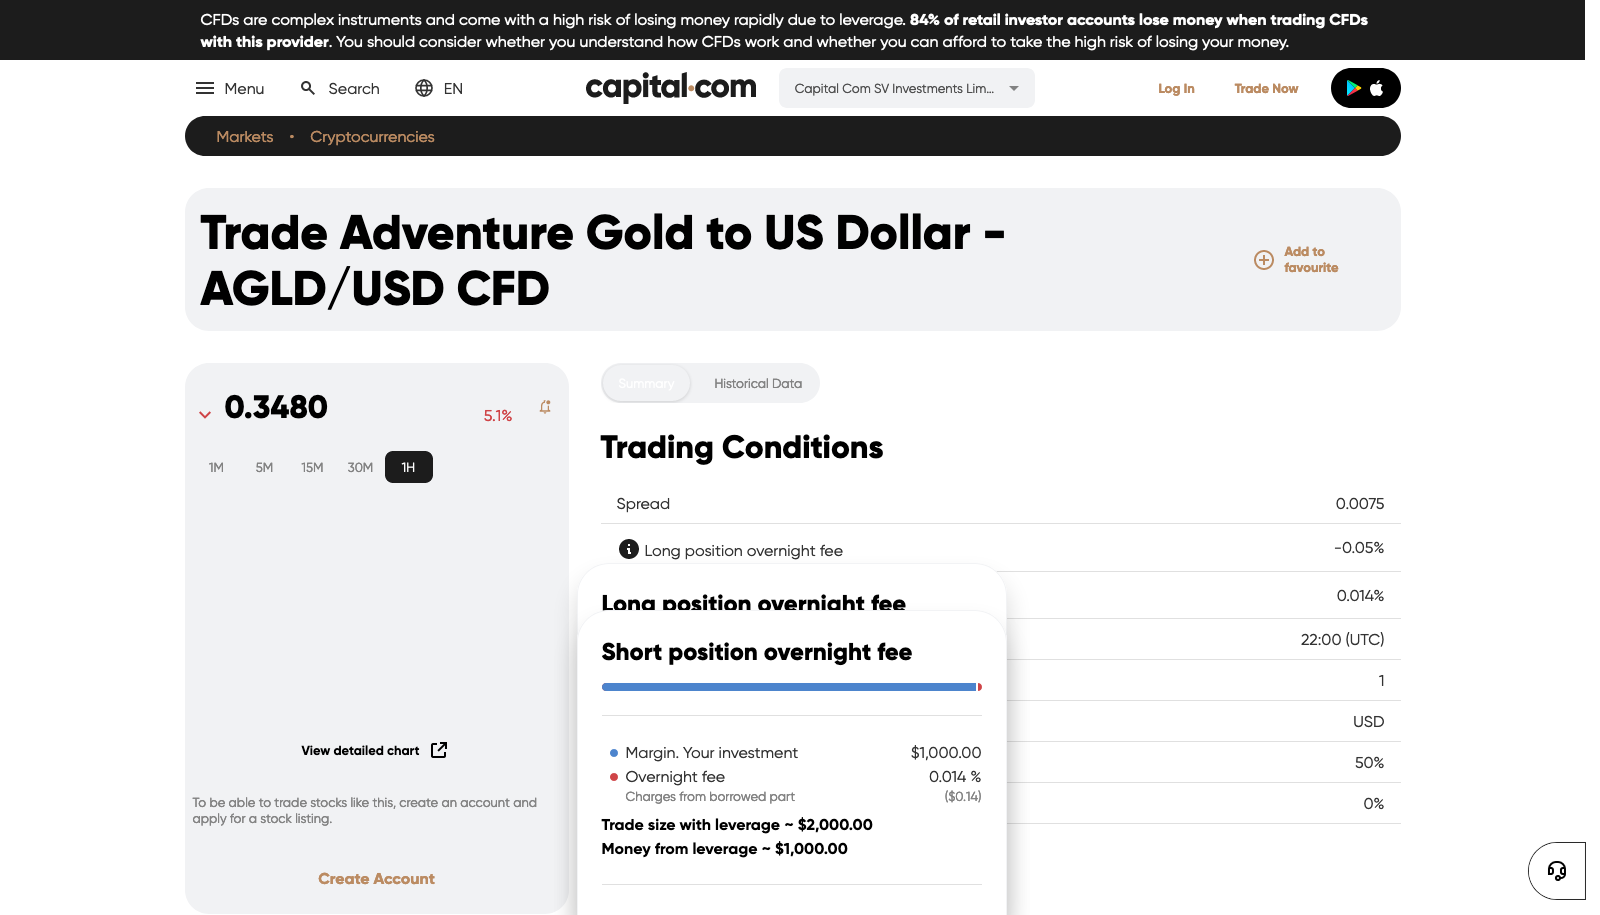 CFDs are complex instruments and come with a high risk of losing money rapidly due to leverage. 84% of retail investor accounts lose money when trading CFDs
with this provider. You should consider whether you understand how CFDs work and whether you can afford to take the high risk of losing your money.
Menu
Search
EN
capital.com
Capital Com SV Investments Lim...
Log In
Trade Now
Markets • Cryptocurrencies
Trade Adventure Gold to US Dollar -
AGLD/USD CFD
Add to
favourite
0.3480
5.1%
1M 5M 15M 30M 1H
View detailed chart
To be able to trade stocks like this, create an account and
apply for a stock listing.
Create Account
Summary Historical Data
Trading Conditions
Spread 0.0075
Long position overnight fee -0.05%
0.014%
22:00 (UTC)
1
USD
50%
0%
Long position overnight fee
Short position overnight fee
Margin. Your investment $1,000.00
Overnight fee 0.014 %
Charges from borrowed part ($0.14)
Trade size with leverage ~ $2,000.00
Money from leverage ~ $1,000.00